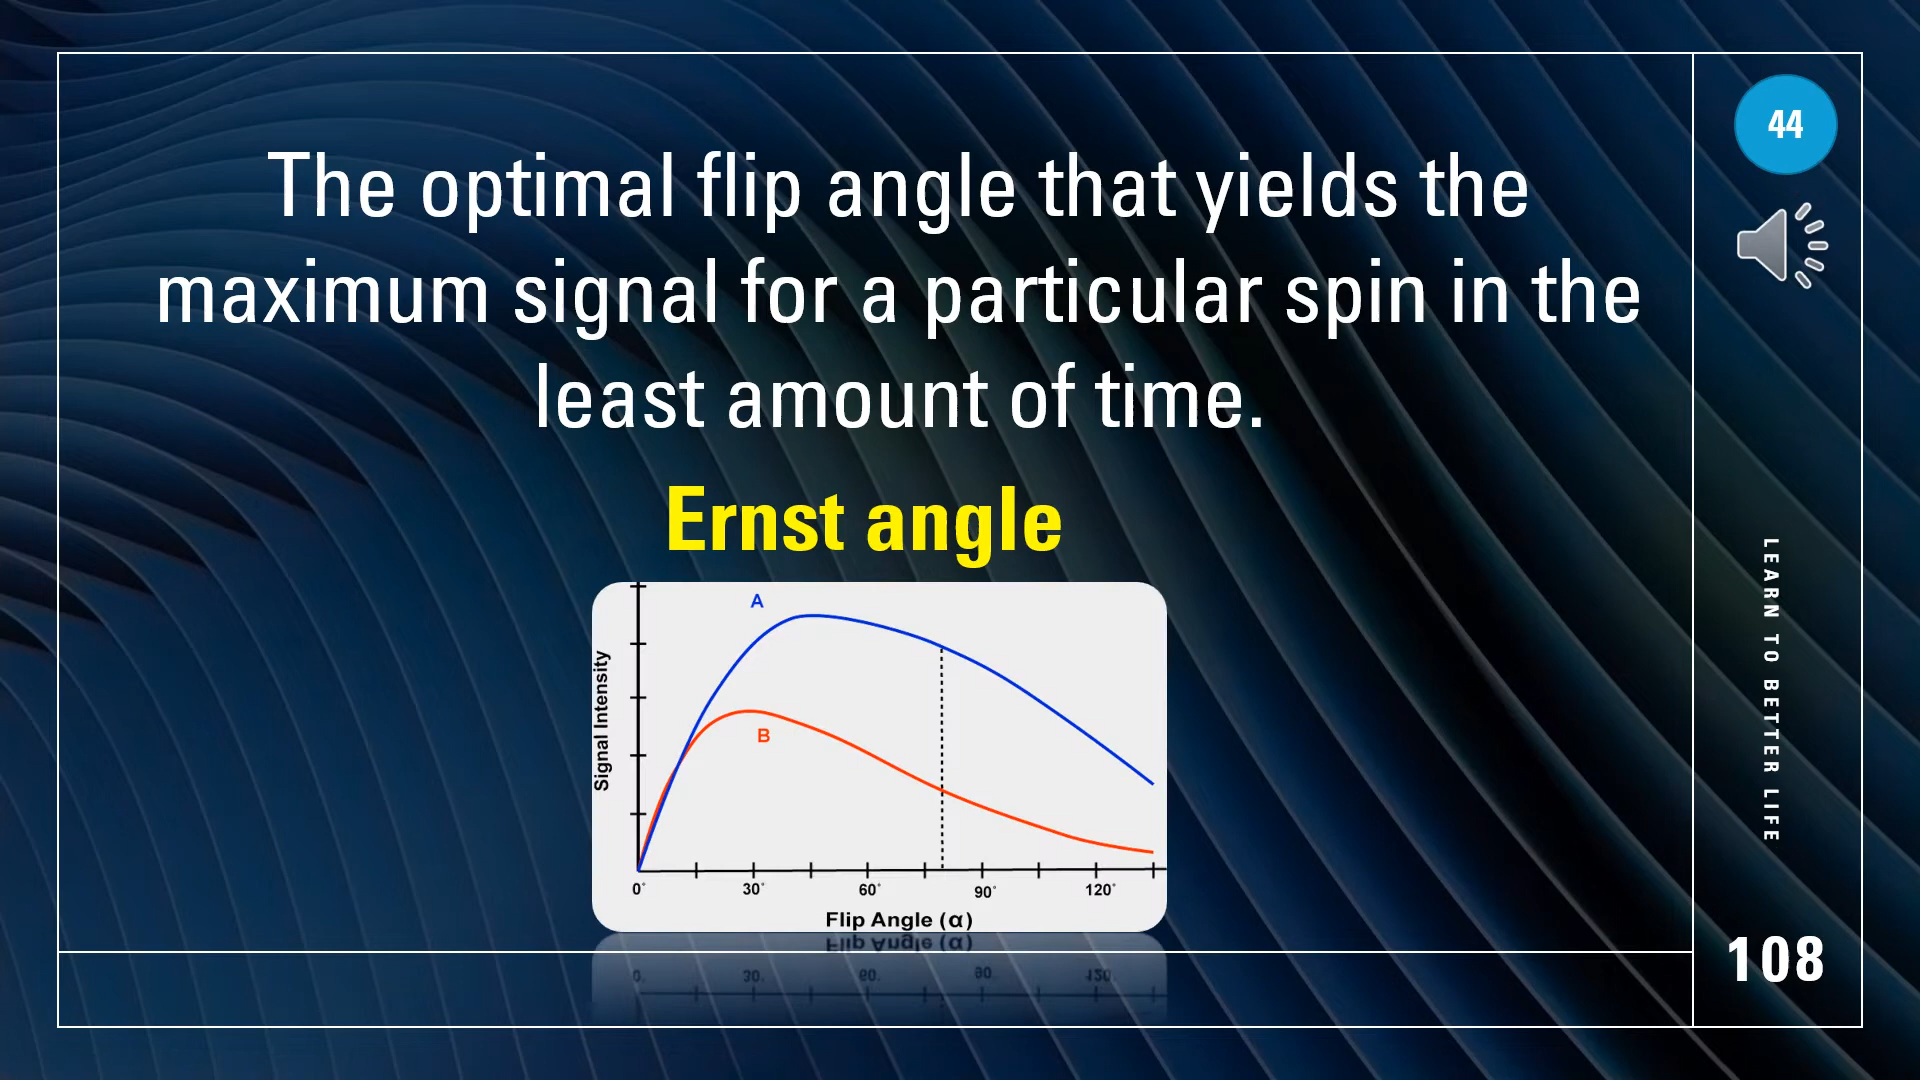 The optimal flip angle that yields the
maximum signal for a particular spin in the
least amount of time.
Ernst angle
A
B
Signal Intensity
0°
30°
60°
90°
120°
Flip Angle (α)
44
LEARN TO BETTER LIFE
108